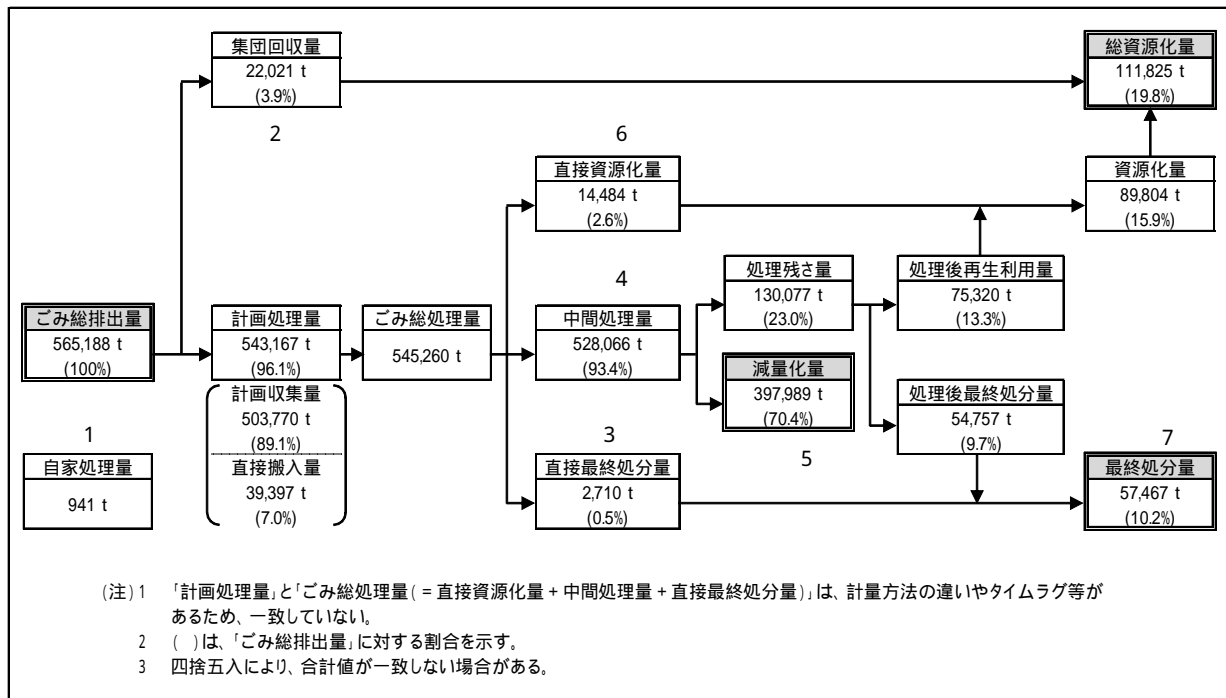 集団回収量
22,021 t
(3.9%)
総資源化量
111,825 t
(19.8%)
2
6
直接資源化量
14,484 t
(2.6%)
資源化量
89,804 t
(15.9%)
4
処理残さ量
130,077 t
(23.0%)
処理後再生利用量
75,320 t
(13.3%)
ごみ総排出量
565,188 t
(100%)
計画処理量
543,167 t
(96.1%)
ごみ総処理量
545,260 t
中間処理量
528,066 t
(93.4%)
減量化量
397,989 t
(70.4%)
計画収集量
503,770 t
(89.1%)
直接搬入量
39,397 t
(7.0%)
処理後最終処分量
54,757 t
(9.7%)
1
自家処理量
941 t
3
直接最終処分量
2,710 t
(0.5%)
5
7
最終処分量
57,467 t
(10.2%)
(注)1 「計画処理量」と「ごみ総処理量(=直接資源化量+中間処理量+直接最終処分量)」は、計量方法の違いやタイムラグ等が
あるため、一致していない。
2 ( )は、「ごみ総排出量」に対する割合を示す。
3 四捨五入により、合計値が一致しない場合がある。